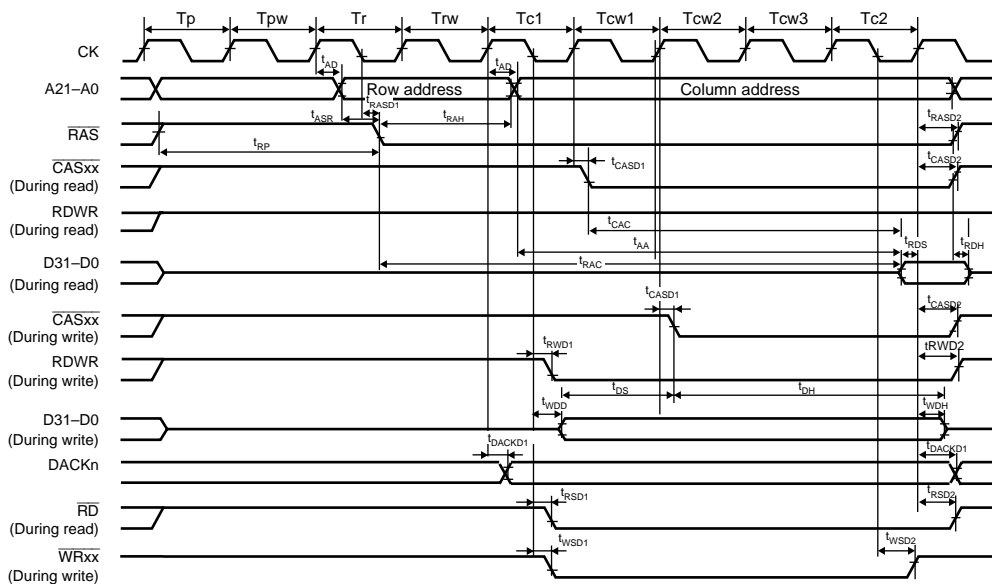 Tp Tpw Tr Trw Tc1 Tcw1 Tcw2 Tcw3 Tc2
CK
tAD tAD
A21–A0 Row address Column address
tRASD1 tRASD2
tASR tRAH
RAS
tRP
CASxx tCASD1 tCASD2
(During read)
RDWR
(During read) tCAC
tAA tRDS tRDH
D31–D0 tRAC
(During read)
tCASD1 tCASD2
CASxx
(During write)
tRWD1 tRWD2
RDWR
(During write)
tDS tDH
tWDD tWDH
D31–D0
(During write)
tDACKD1 tDACKD1
DACKn
tRSD1 tRSD2
RD
(During read)
tWSD1 tWSD2
WRxx
(During write)